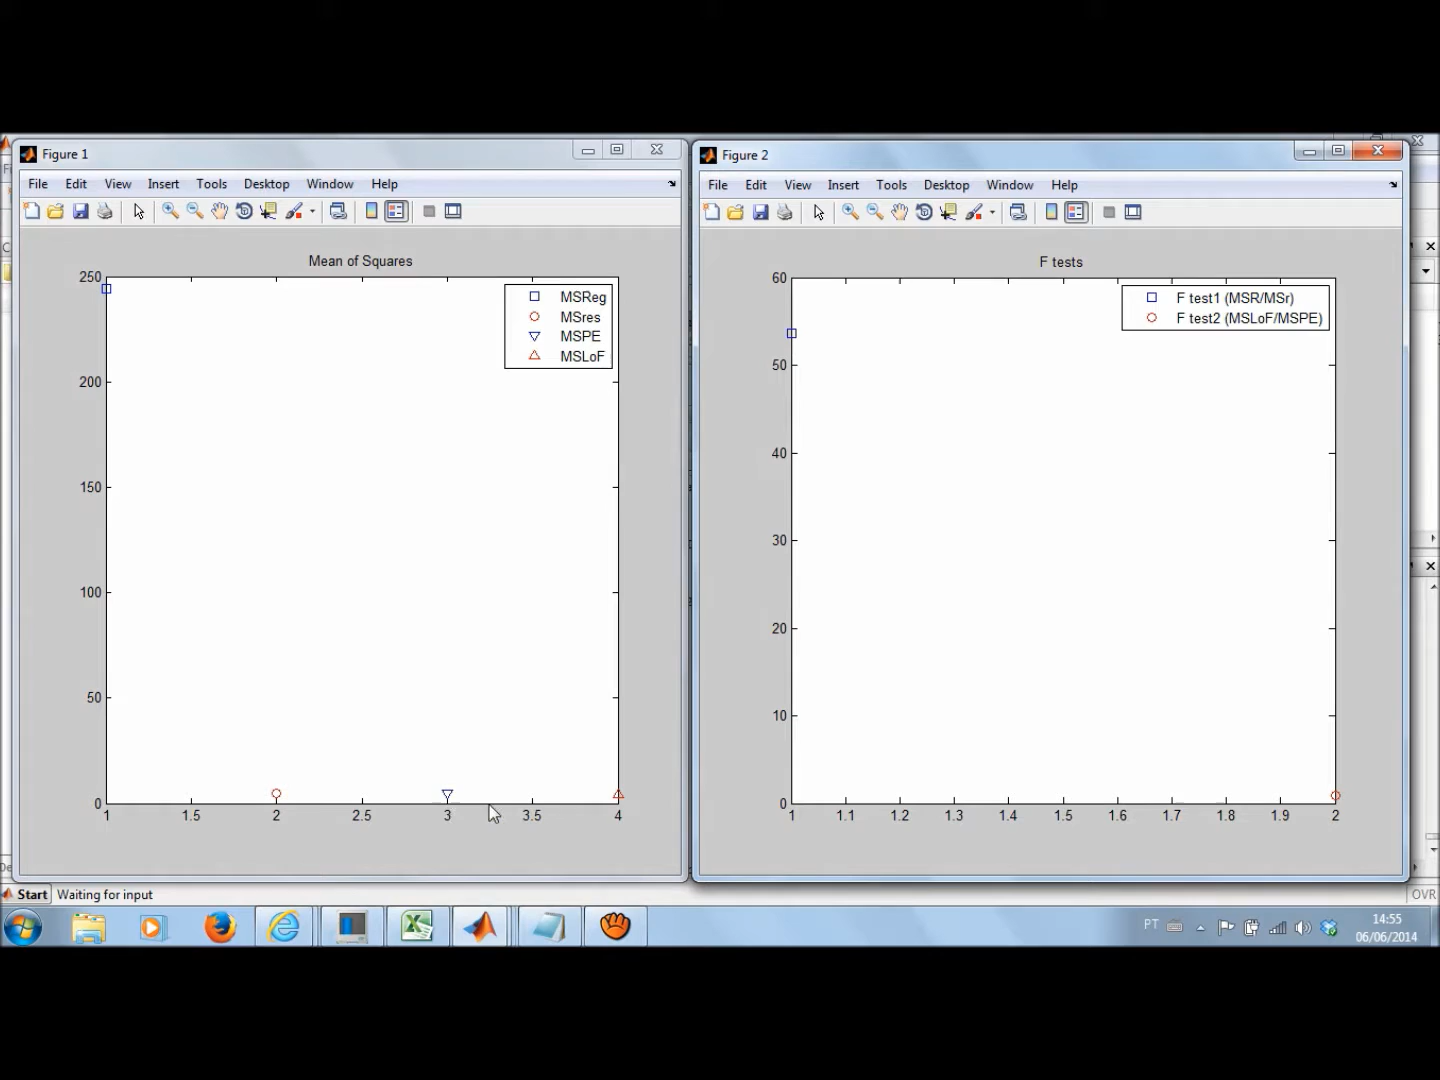 Figure 1
File Edit View Insert Tools Desktop Window Help
Mean of Squares
250
200
150
100
50
0
1 1.5 2 2.5 3 3.5 4
MSReg
MSres
MSPE
MSLoF
Figure 2
File Edit View Insert Tools Desktop Window Help
F tests
60
50
40
30
20
10
0
1 1.1 1.2 1.3 1.4 1.5 1.6 1.7 1.8 1.9 2
F test1 (MSR/MSr)
F test2 (MSLoF/MSPE)
Start Waiting for input
OVR
PT
14:55
06/06/2014